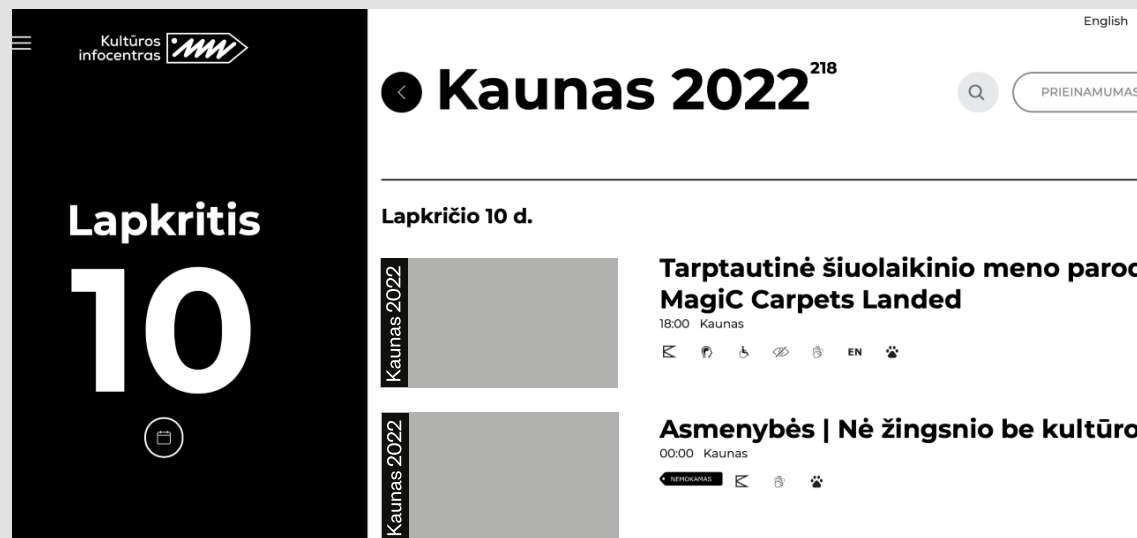 English
Kultūros
infocentras
Kaunas 2022 218
PRIEINAMUMAS
Lapkritis
10
Lapkričio 10 d.
Kaunas 2022
Tarptautinė šiuolaikinio meno parod
MagiC Carpets Landed
18:00 Kaunas
EN
Kaunas 2022
Asmenybės | Nė žingsnio be kultūro
00:00 Kaunas
NEMOKAMAS